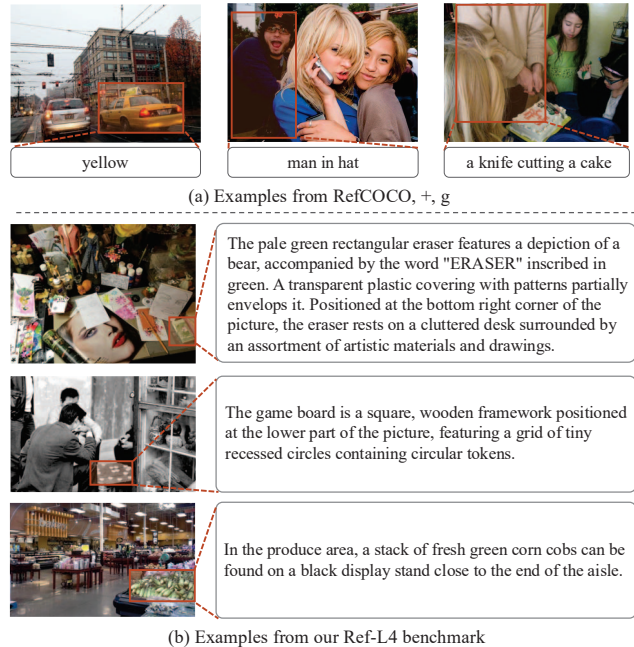 yellow
man in hat
a knife cutting a cake
(a) Examples from RefCOCO, +, g
The pale green rectangular eraser features a depiction of a
bear, accompanied by the word "ERASER" inscribed in
green. A transparent plastic covering with patterns partially
envelops it. Positioned at the bottom right corner of the
picture, the eraser rests on a cluttered desk surrounded by
an assortment of artistic materials and drawings.
The game board is a square, wooden framework positioned
at the lower part of the picture, featuring a grid of tiny
recessed circles containing circular tokens.
In the produce area, a stack of fresh green corn cobs can be
found on a black display stand close to the end of the aisle.
(b) Examples from our Ref-L4 benchmark